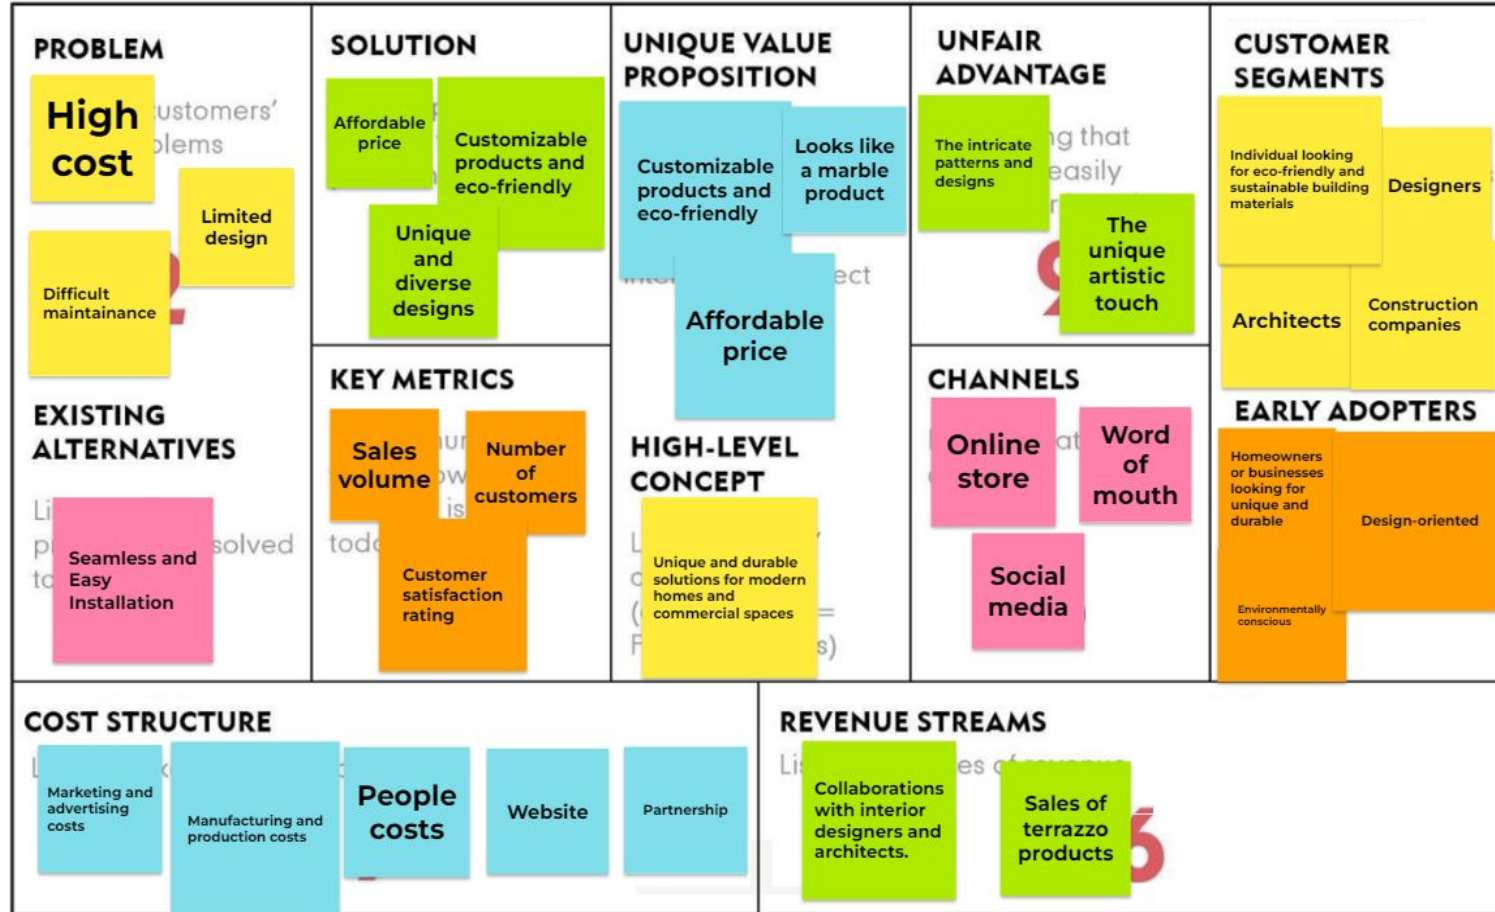 PROBLEM
High
cost
customers'
Limited
design
Difficult
maintainance
EXISTING
ALTERNATIVES
solved
Seamless and
Easy
Installation
SOLUTION
Affordable
price
Customizable
products and
eco-friendly
Unique
and
diverse
designs
KEY METRICS
Sales
volume
Number
of
customers
is
Customer
satisfaction
rating
UNIQUE VALUE
PROPOSITION
Customizable
products and
eco-friendly
Looks like
a marble
product
Affordable
price
HIGH-LEVEL
CONCEPT
Unique and durable
solutions for modern
homes and
commercial spaces
UNFAIR
ADVANTAGE
The intricate
patterns and
designs
that
easily
9
The
unique
artistic
touch
CHANNELS
Online
store
Word
of
mouth
Social
media
CUSTOMER
SEGMENTS
Individual looking
for eco-friendly and
sustainable building
materials
Designers
Architects
Construction
companies
EARLY ADOPTERS
Homeowners
or businesses
looking for
unique and
durable
Design-oriented
Environmentally
conscious
COST STRUCTURE
Marketing and
advertising
costs
Manufacturing and
production costs
People
costs
Website
Partnership
REVENUE STREAMS
of revenue
Collaborations
with interior
designers and
architects.
Sales of
terrazzo
products
6